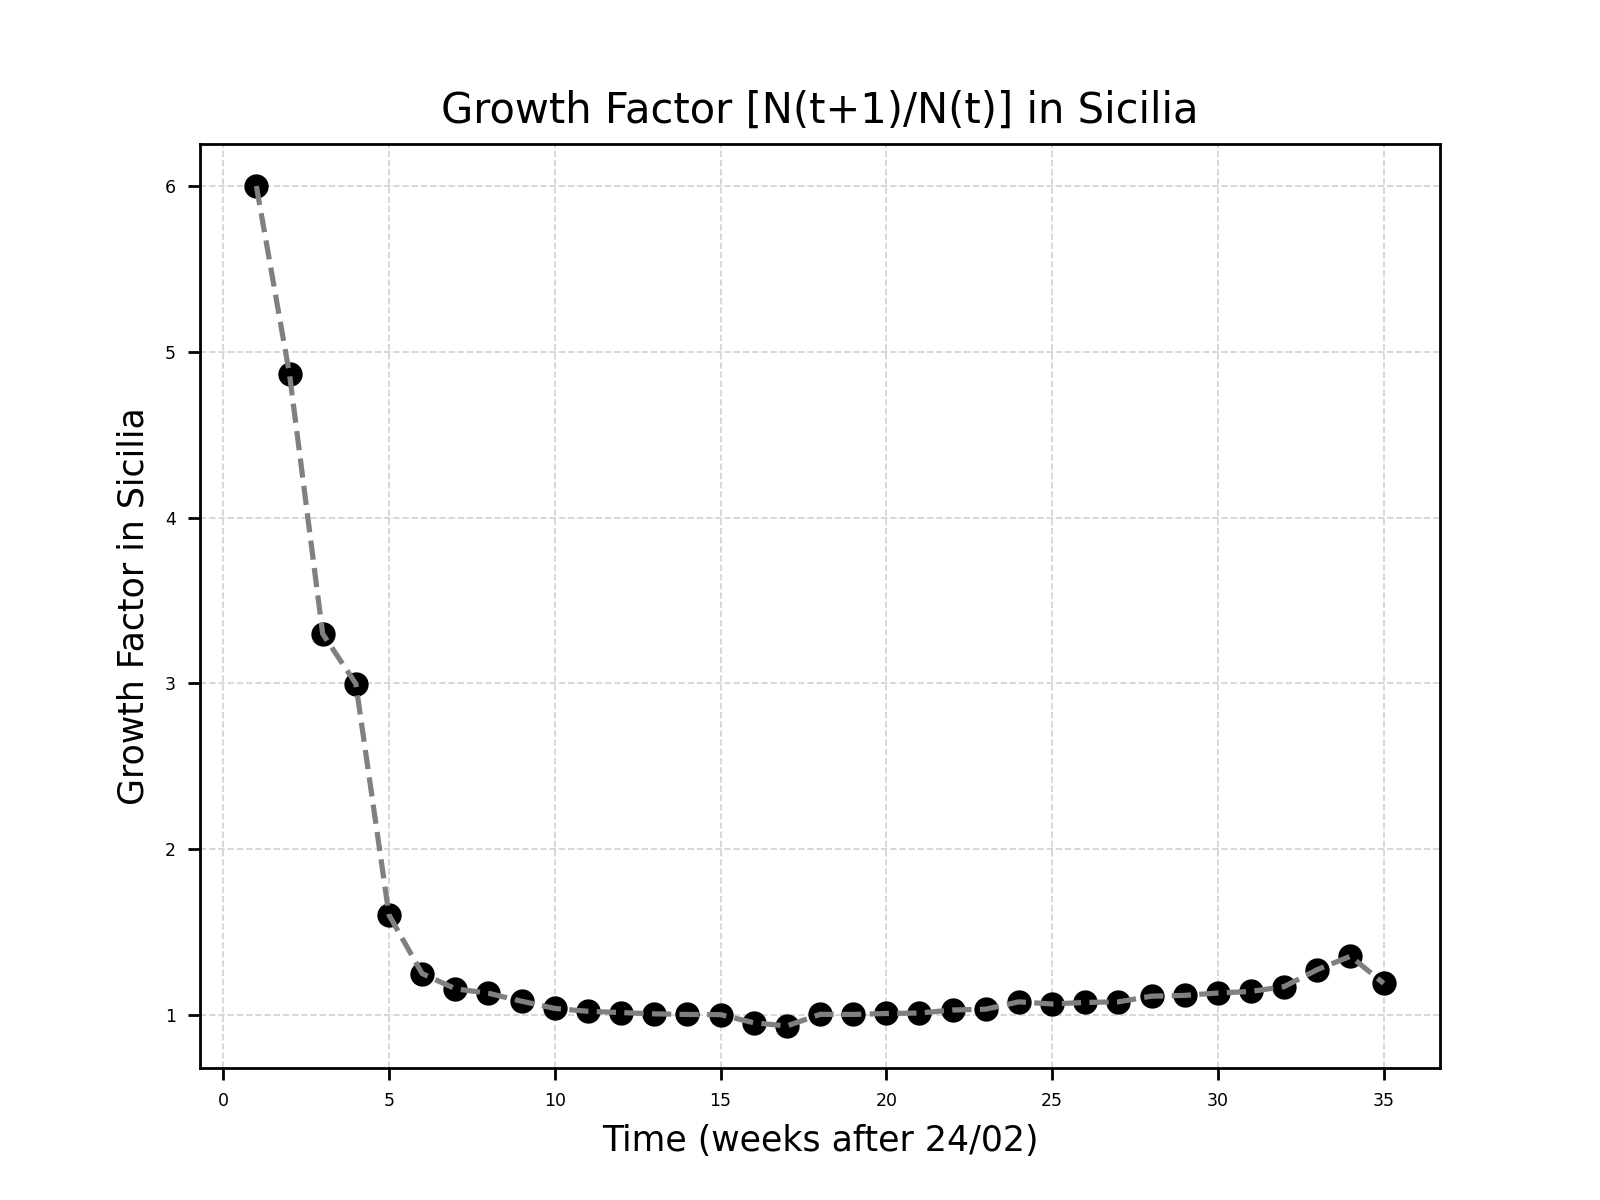 Growth Factor [N(t+1)/N(t)] in Sicilia
Growth Factor in Sicilia
6
5
4
3
2
1
0 5 10 15 20 25 30 35
Time (weeks after 24/02)